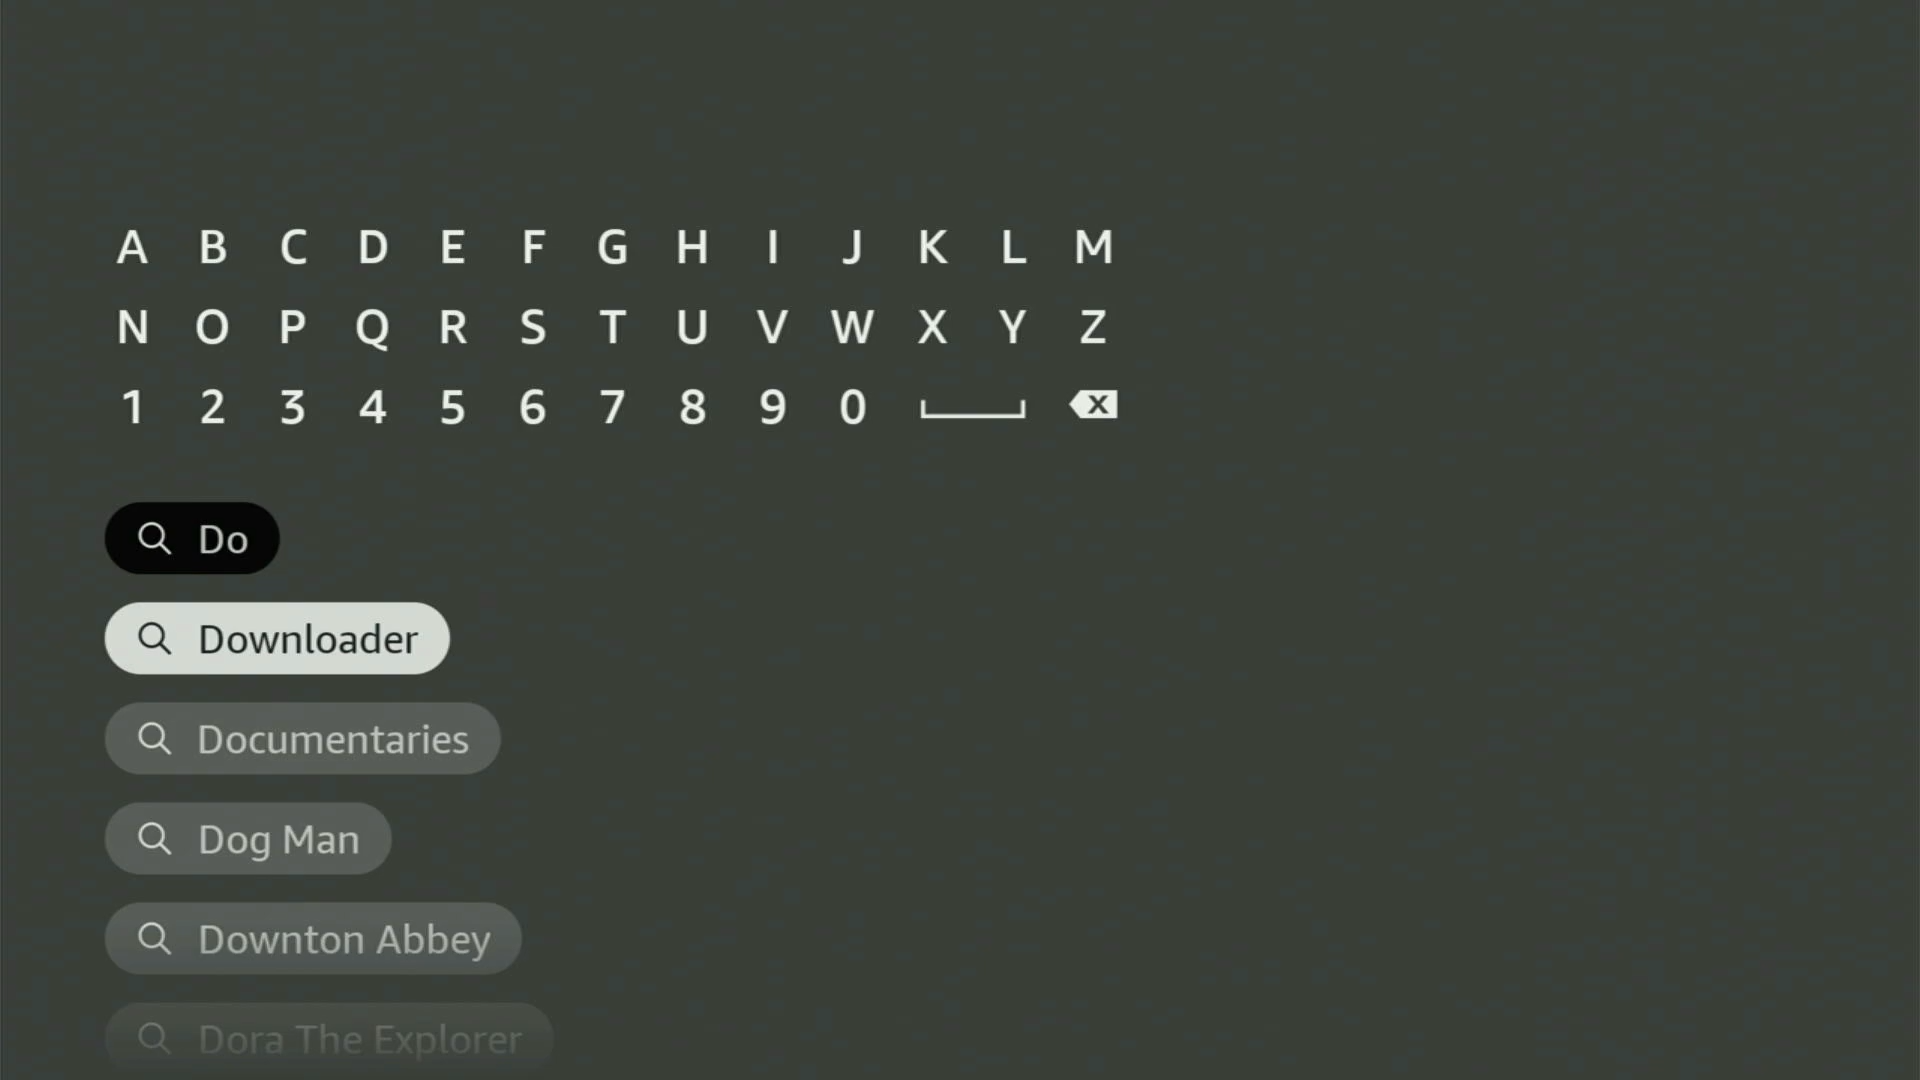 A B C D E F G H I J K L M
N O P Q R S T U V W X Y Z
1 2 3 4 5 6 7 8 9 0
Do
Downloader
Documentaries
Dog Man
Downton Abbey
Dora The Explorer